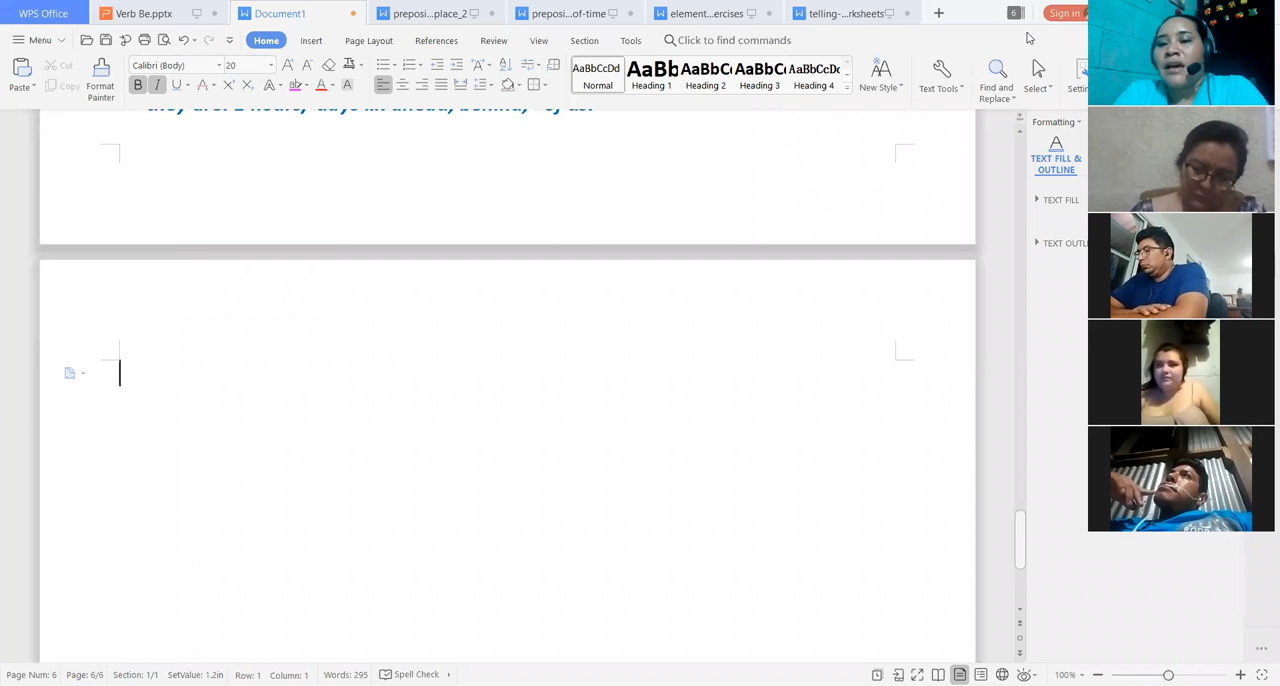 WPS Office
Verb Be.pptx
Document1
preposi...place_2
preposi...of-time
element...ercises
telling-...rksheets
6
Sign in
Menu
Home
Insert
Page Layout
References
Review
View
Section
Tools
Click to find commands
Paste
Cut
Copy
Format Painter
Calibri (Body)
20
AaBbCcDd
Normal
AaBb
Heading 1
AaBbC
Heading 2
AaBbC
Heading 3
AaBbCcD
Heading 4
New Style
Text Tools
Find and Replace
Select
Formatting
TEXT FILL & OUTLINE
TEXT FILL
Page Num: 6
Page: 6/6
Section: 1/1
SetValue: 1.2in
Row: 1
Column: 1
Words: 295
Spell Check
100%